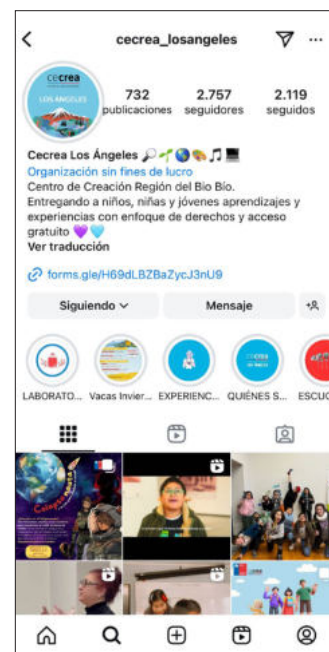 cecrea_losangeles
cecrea
LOS ÁNGELES
732 2.757 2.119
publicaciones seguidores seguidos
Cecrea Los Ángeles
Organización sin fines de lucro
Centro de Creación Región del Bio Bío.
Entregando a niños, niñas y jóvenes aprendizajes y
experiencias con enfoque de derechos y acceso
gratuito
Ver traducción
forms.gle/H69dLBZBaZycJ3nU9
Siguiendo Mensaje
LABORATO... Vacas Invier... EXPERIENC... QUIÉNES S... ESCUC
cecrea